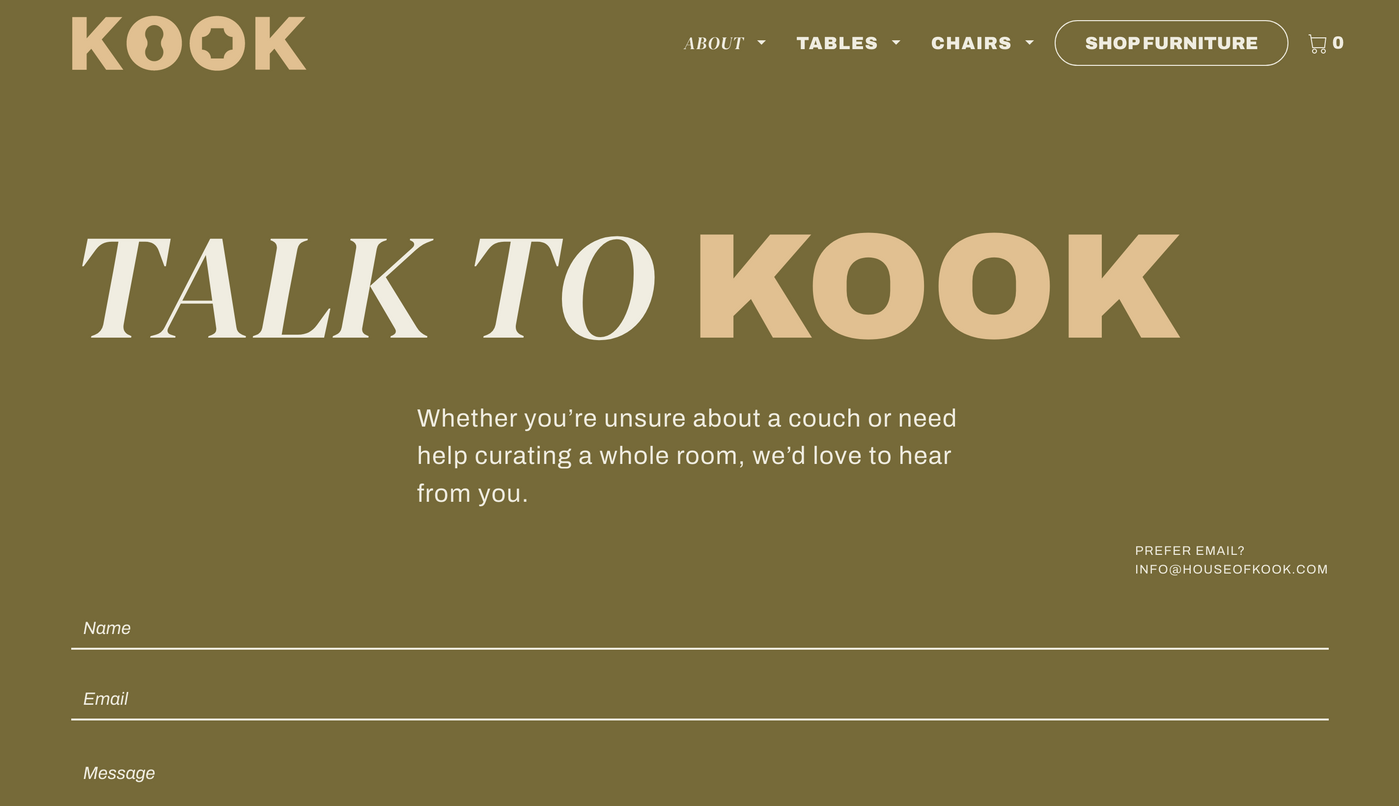 KOOK
ABOUT
TABLES
CHAIRS
SHOP FURNITURE
0
TALK TO KOOK
Whether you’re unsure about a couch or need
help curating a whole room, we’d love to hear
from you.
PREFER EMAIL?
INFO@HOUSEOFKOOK.COM
Name
Email
Message